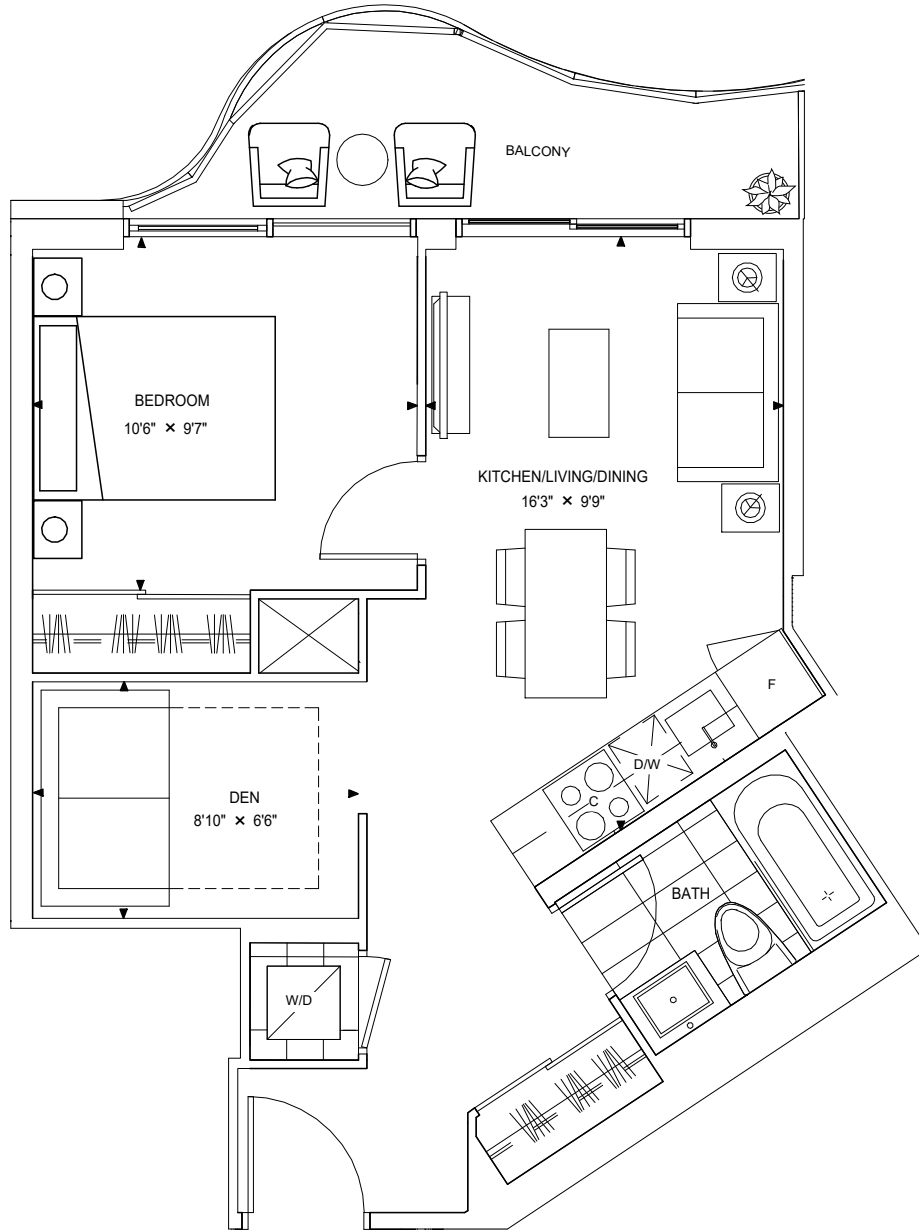 BALCONY
BEDROOM
10'6" × 9'7"
KITCHEN/LIVING/DINING
16'3" × 9'9"
F
D/W
C
DEN
8'10" × 6'6"
BATH
W/D